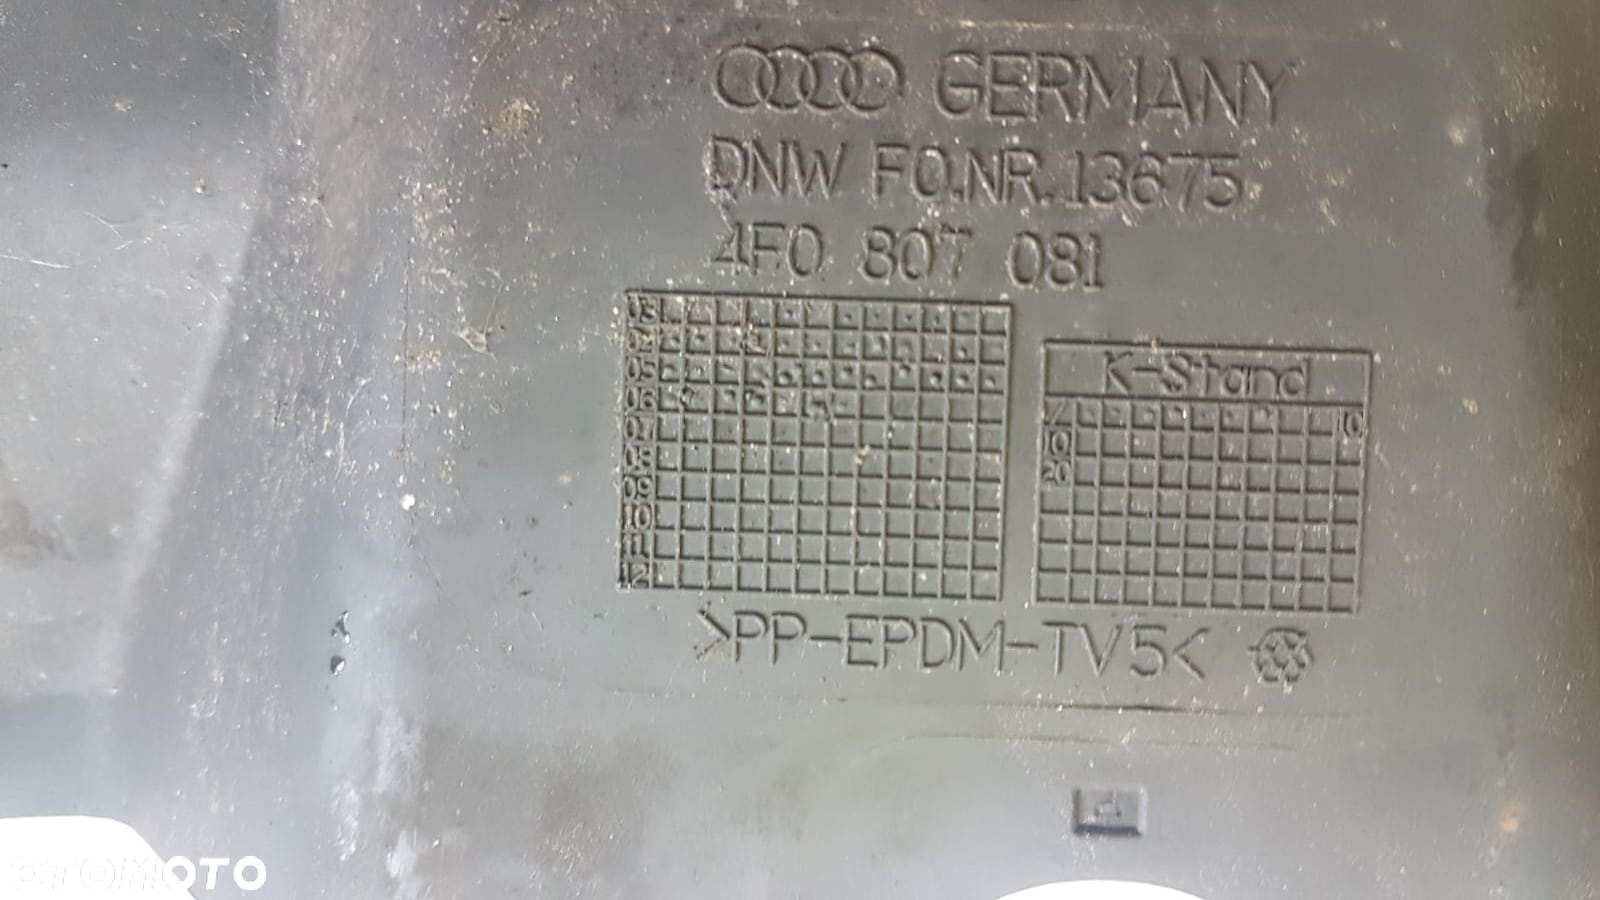 GERMANY
DNW FO.NR.13675
4F0 807 081
03
04
05
06
07
08
09
10
11
12
K-Stand
Z 10
10
20
>PP-EPDM-TV5<
OTOMOTO